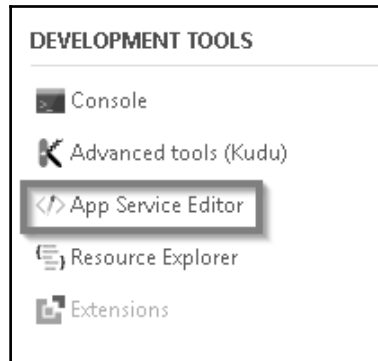 DEVELOPMENT TOOLS
Console
Advanced tools (Kudu)
App Service Editor
Resource Explorer
Extensions